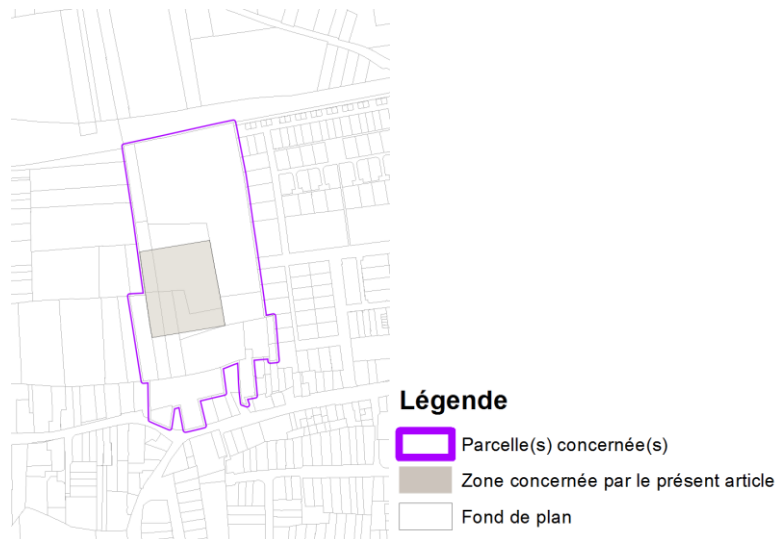 Légende
Parcelle(s) concernée(s)
Zone concernée par le présent article
Fond de plan